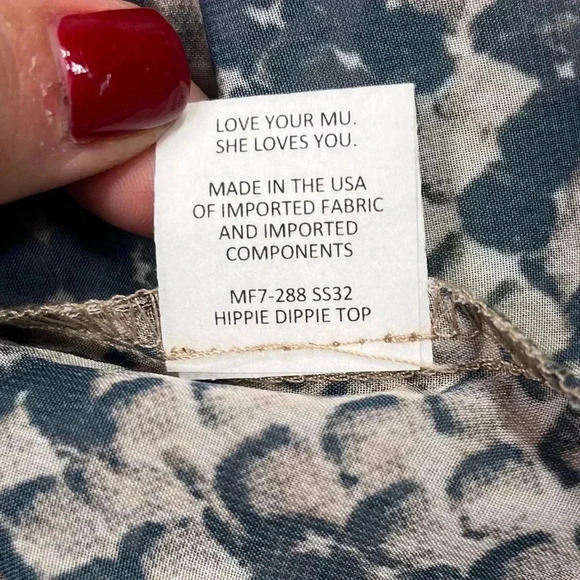 LOVE YOUR MU.
SHE LOVES YOU.
MADE IN THE USA
OF IMPORTED FABRIC
AND IMPORTED
COMPONENTS
MF7-288 SS32
HIPPIE DIPPIE TOP